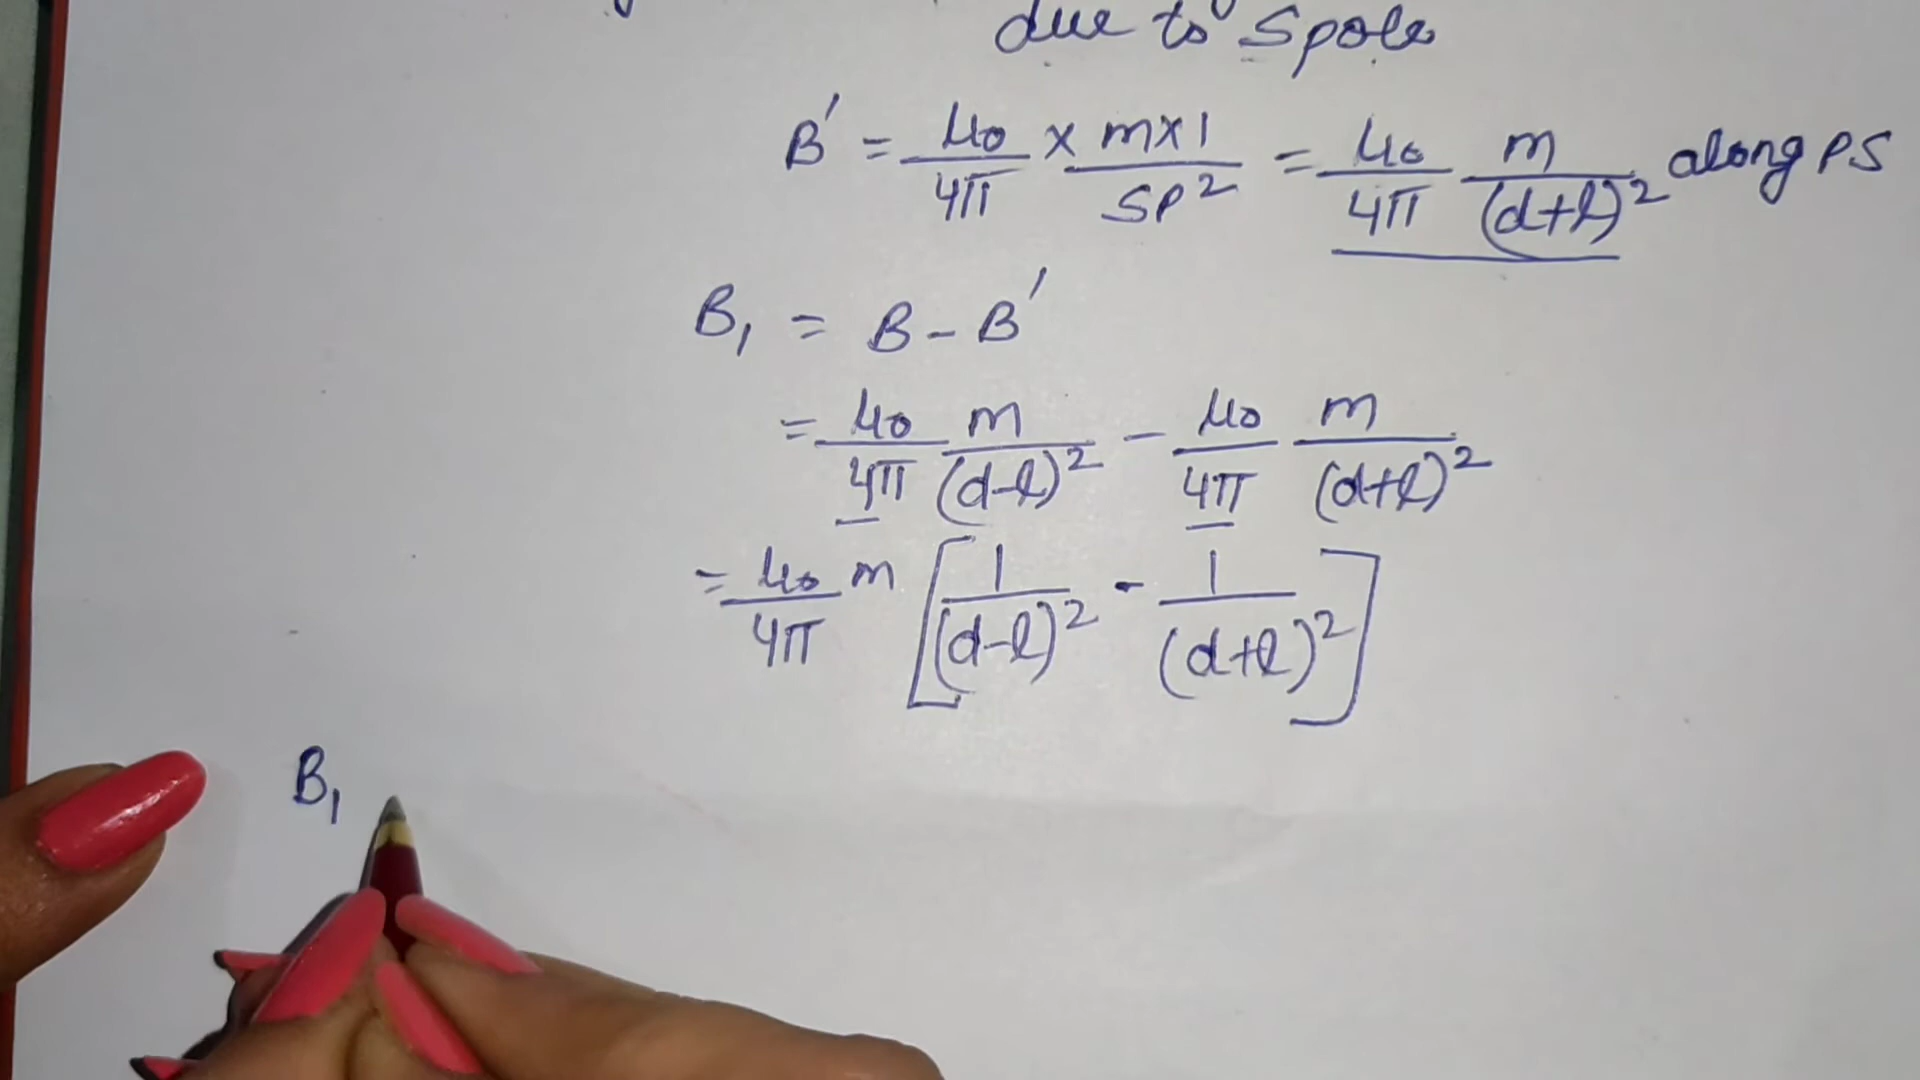 due to S pole
B' = μ₀/4π × m×1/SP² = μ₀/4π m/(d+l)² along PS
B₁ = B - B'
= μ₀/4π m/(d-l)² - μ₀/4π m/(d+l)²
= μ₀/4π m [1/(d-l)² - 1/(d+l)²]
B₁